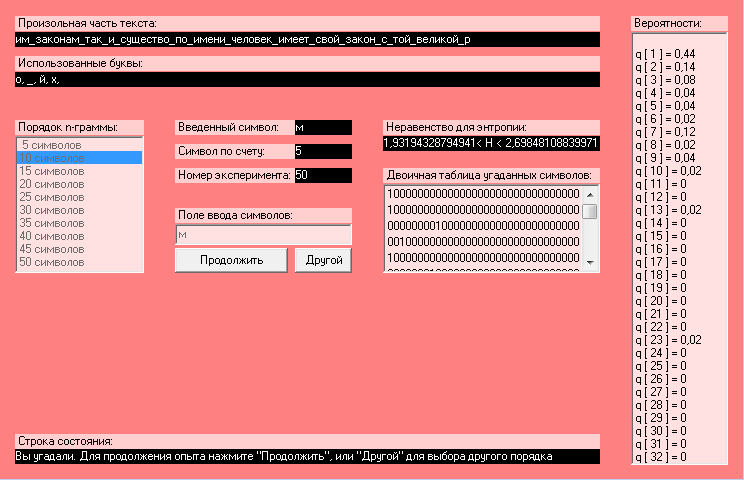 Произольная часть текста:
им_законам_так_и_существо_по_имени_человек_имеет_свой_закон_с_той_великой_р
Использованные буквы:
о, _, й, х,
Порядок n-граммы:
5 символов
10 символов
15 символов
20 символов
25 символов
30 символов
35 символов
40 символов
45 символов
50 символов
Введенный символ: м
Символ по счету: 5
Номер эксперимента: 50
Поле ввода символов:
м
Продолжить
Другой
Неравенство для энтропии:
1,93194328794941< H < 2,69848108839971
Двоичная таблица угаданных символов:
10000000000000000000000000000000
10000000000000000000000000000000
00000000100000000000000000000000
00100000000000000000000000000000
10000000000000000000000000000000
Вероятности:
q [ 1 ] = 0,44
q [ 2 ] = 0,14
q [ 3 ] = 0,08
q [ 4 ] = 0,04
q [ 5 ] = 0,04
q [ 6 ] = 0,02
q [ 7 ] = 0,12
q [ 8 ] = 0,02
q [ 9 ] = 0,04
q [ 10 ] = 0,02
q [ 11 ] = 0
q [ 12 ] = 0
q [ 13 ] = 0,02
q [ 14 ] = 0
q [ 15 ] = 0
q [ 16 ] = 0
q [ 17 ] = 0
q [ 18 ] = 0
q [ 19 ] = 0
q [ 20 ] = 0
q [ 21 ] = 0
q [ 22 ] = 0
q [ 23 ] = 0,02
q [ 24 ] = 0
q [ 25 ] = 0
q [ 26 ] = 0
q [ 27 ] = 0
q [ 28 ] = 0
q [ 29 ] = 0
q [ 30 ] = 0
q [ 31 ] = 0
q [ 32 ] = 0
Строка состояния:
Вы угадали. Для продолжения опыта нажмите "Продолжить", или "Другой" для выбора другого порядка